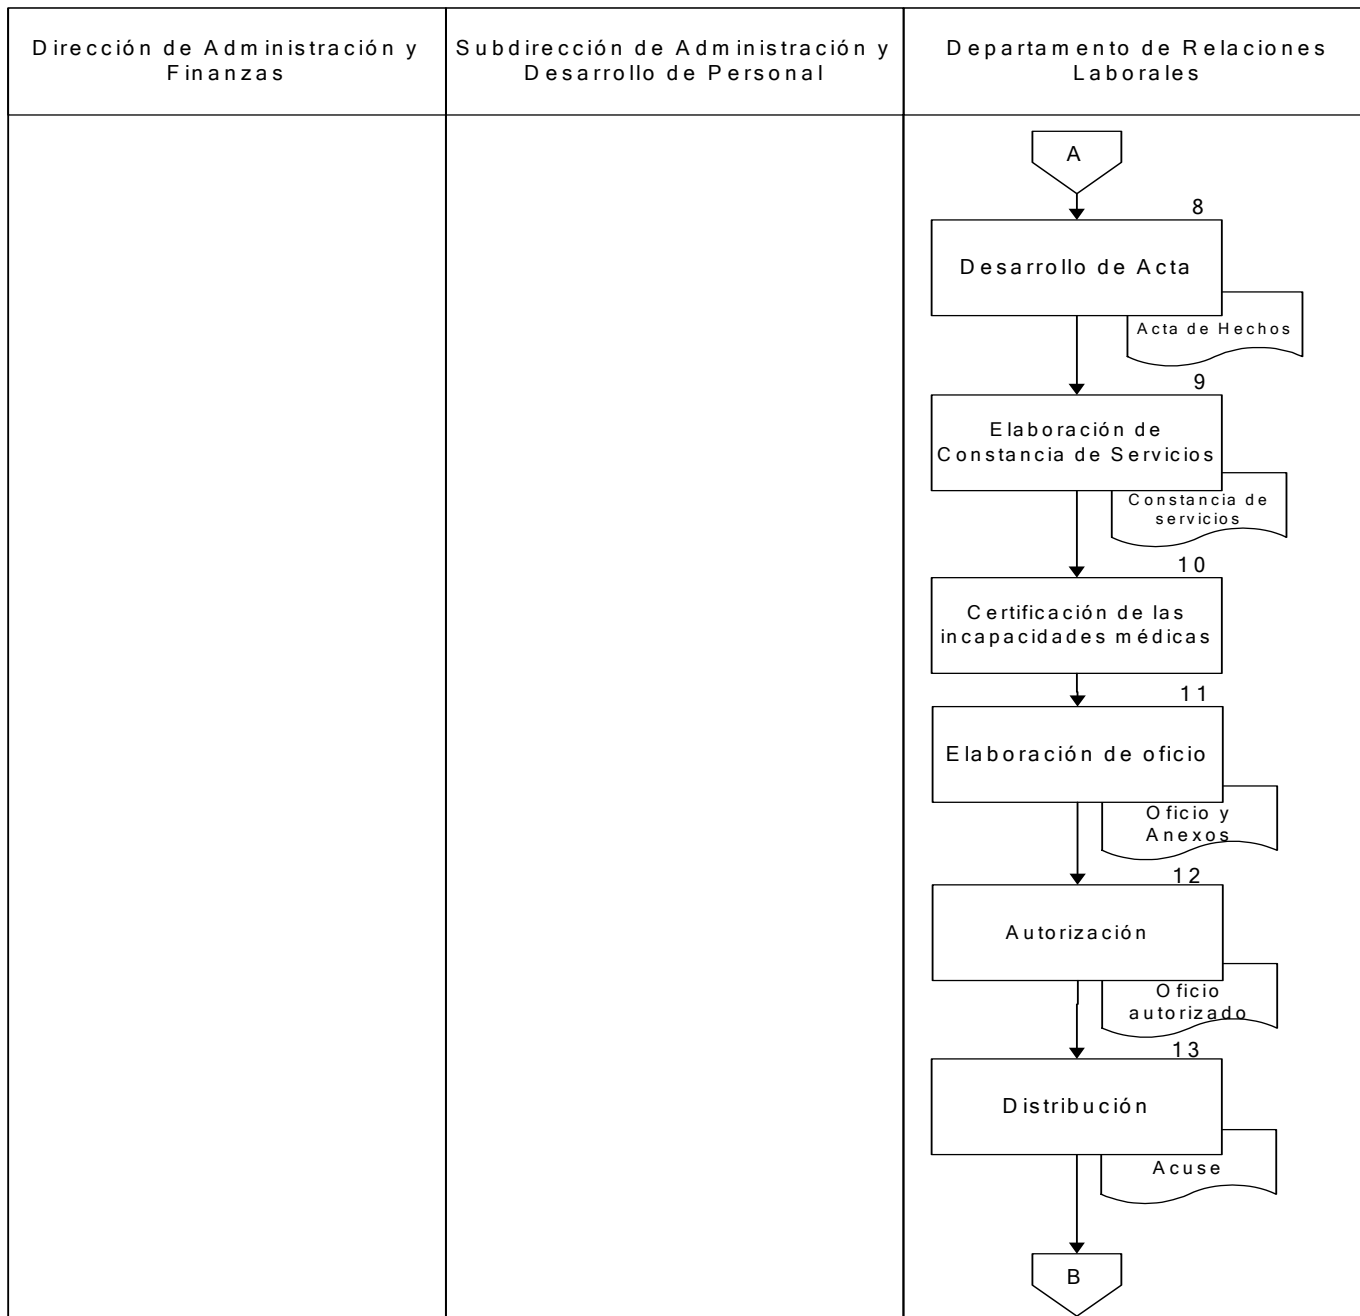 Dirección de Administración y
Finanzas
Subdirección de Administración y
Desarrollo de Personal
Departamento de Relaciones
Laborales
A
8
Desarrollo de Acta
Acta de Hechos
9
Elaboración de
Constancia de Servicios
Constancia de
servicios
10
Certificación de las
incapacidades médicas
11
Elaboración de oficio
Oficio y
Anexos
12
Autorización
Oficio
autorizado
13
Distribución
Acuse
B